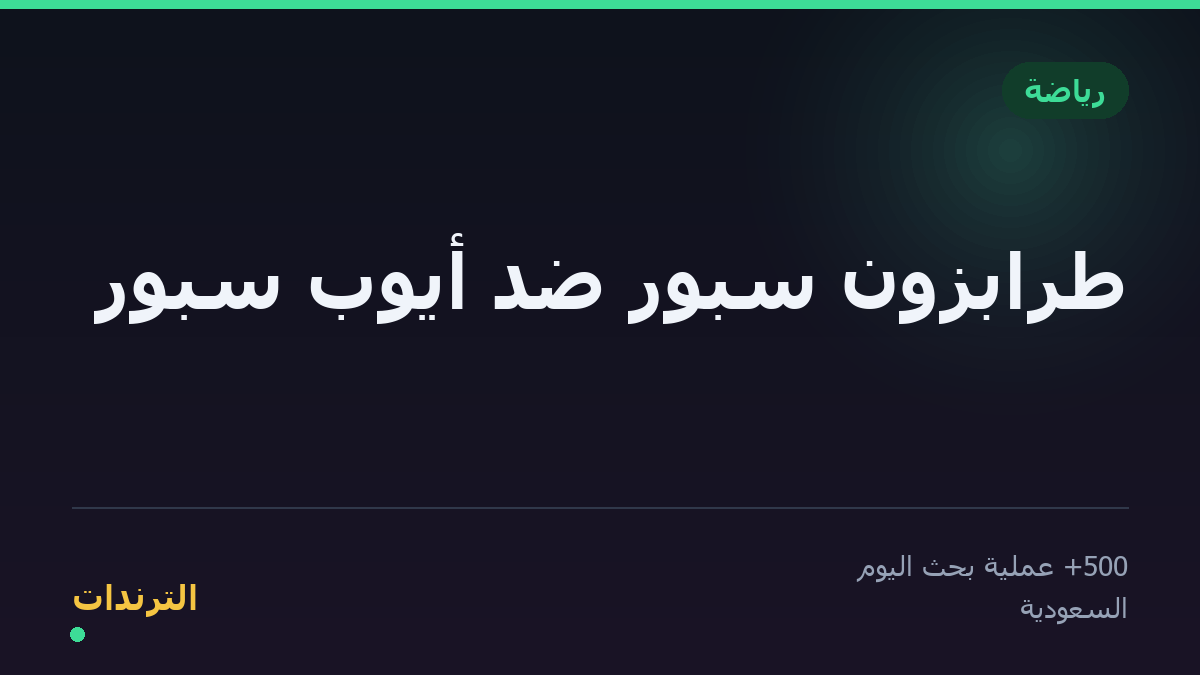 رياضة
طرابزون سبور ضد أيوب سبور
500+ عملية بحث اليوم
السعودية
الترندات